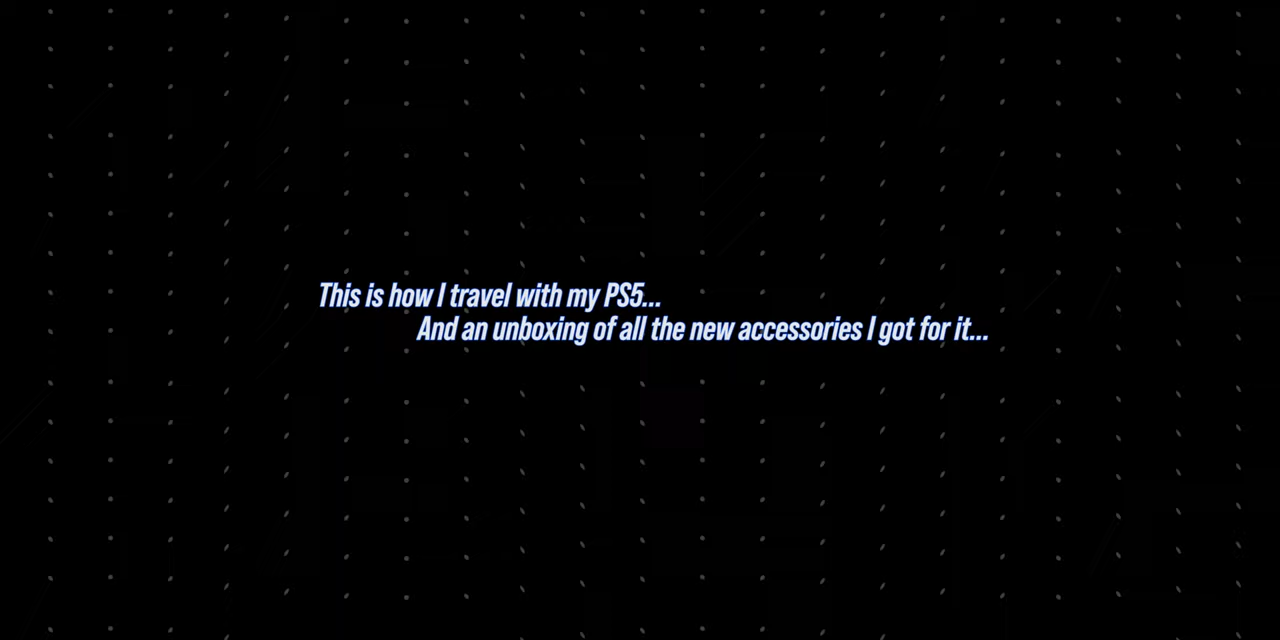 This is how I travel with my PS5...
And an unboxing of all the new accessories I got for it...